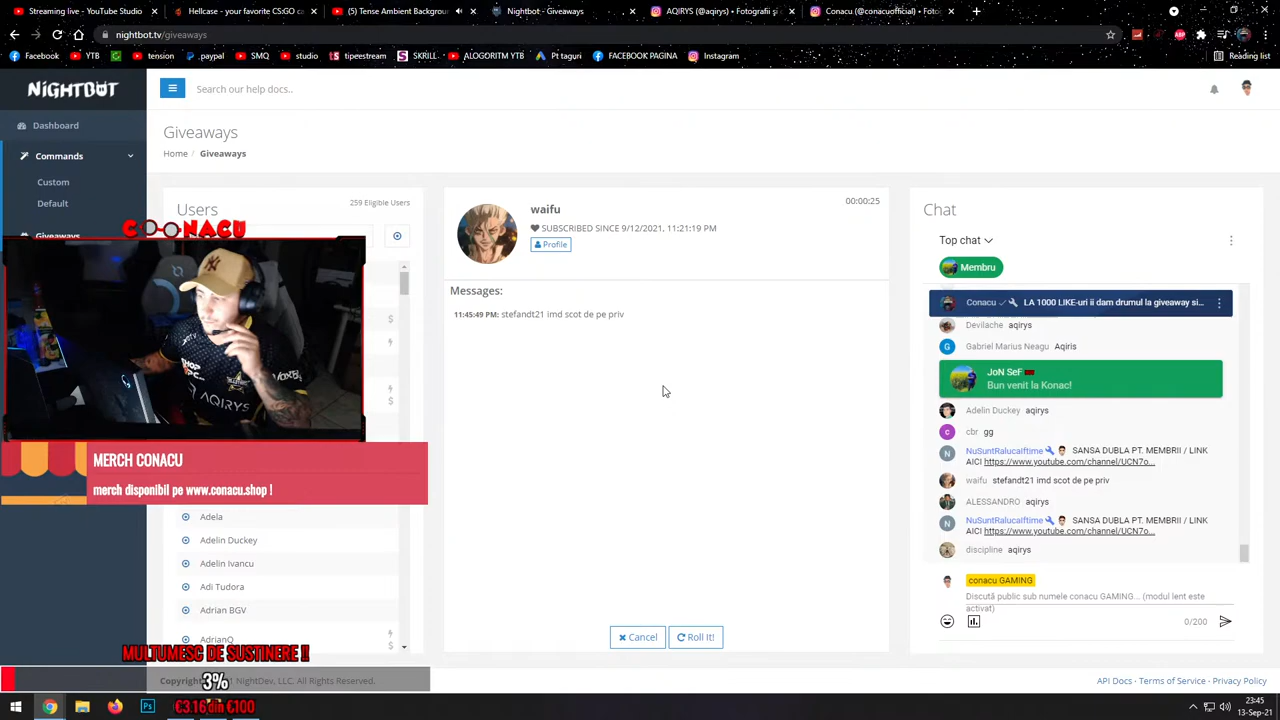 Hellcase - Your favorite CSGO ca
(5) Tense Ambient Backgroun
Nightbot - Giveaways
AQIRYS (@aqirys) • Fotografii
Conacu (@conacuofficial) • Foto
nightbot.tv/giveaways
Facebook
YTB
tension
.paypal
SMQ
studio
tipeestream
SKRILL
ALOGORITM YTB
Pt taguri
FACEBOOK PAGINA
Instagram
Reading list
NiGHTBOT
Search our help docs..
Dashboard
Commands
Custom
Default
Giveaways
Giveaways
Home / Giveaways
Users
259 Eligible Users
waifu
SUBSCRIBED SINCE 9/12/2021, 11:21:19 PM
Profile
00:00:25
Messages:
11:45:49 PM: stefandt21 imd scot de pe priv
Cancel
Roll It!
Chat
Top chat
Membru
Conacu LA 1000 LIKE-uri ii dam drumul la giveaway si...
Devilache aqirys
Gabriel Marius Neagu Aqiris
JoN SeF
Bun venit la Konac!
Adelin Duckey aqirys
cbr gg
NuSuntRalucaIftime SANSA DUBLA PT. MEMBRII / LINK
AICI https://www.youtube.com/channel/UCN7o...
waifu stefandt21 imd scot de pe priv
ALESSANDRO aqirys
NuSuntRalucaIftime SANSA DUBLA PT. MEMBRII / LINK
AICI https://www.youtube.com/channel/UCN7o...
discipline aqirys
conacu GAMING
Discută public sub numele conacu GAMING... (modul lent este
activat)
0/200
CONACU
AQIRYS
MERCH CONACU
merch disponibil pe www.conacu.shop !
Adela
Adelin Duckey
Adelin Ivancu
Adi Tudora
Adrian BGV
AdrianQ
MULTUMESC DE SUSTINERE !!
3%
€3.16 din €100
NightDev, LLC. All Rights Reserved.
API Docs - Terms of Service - Privacy Policy
23:45
13-Sep-21